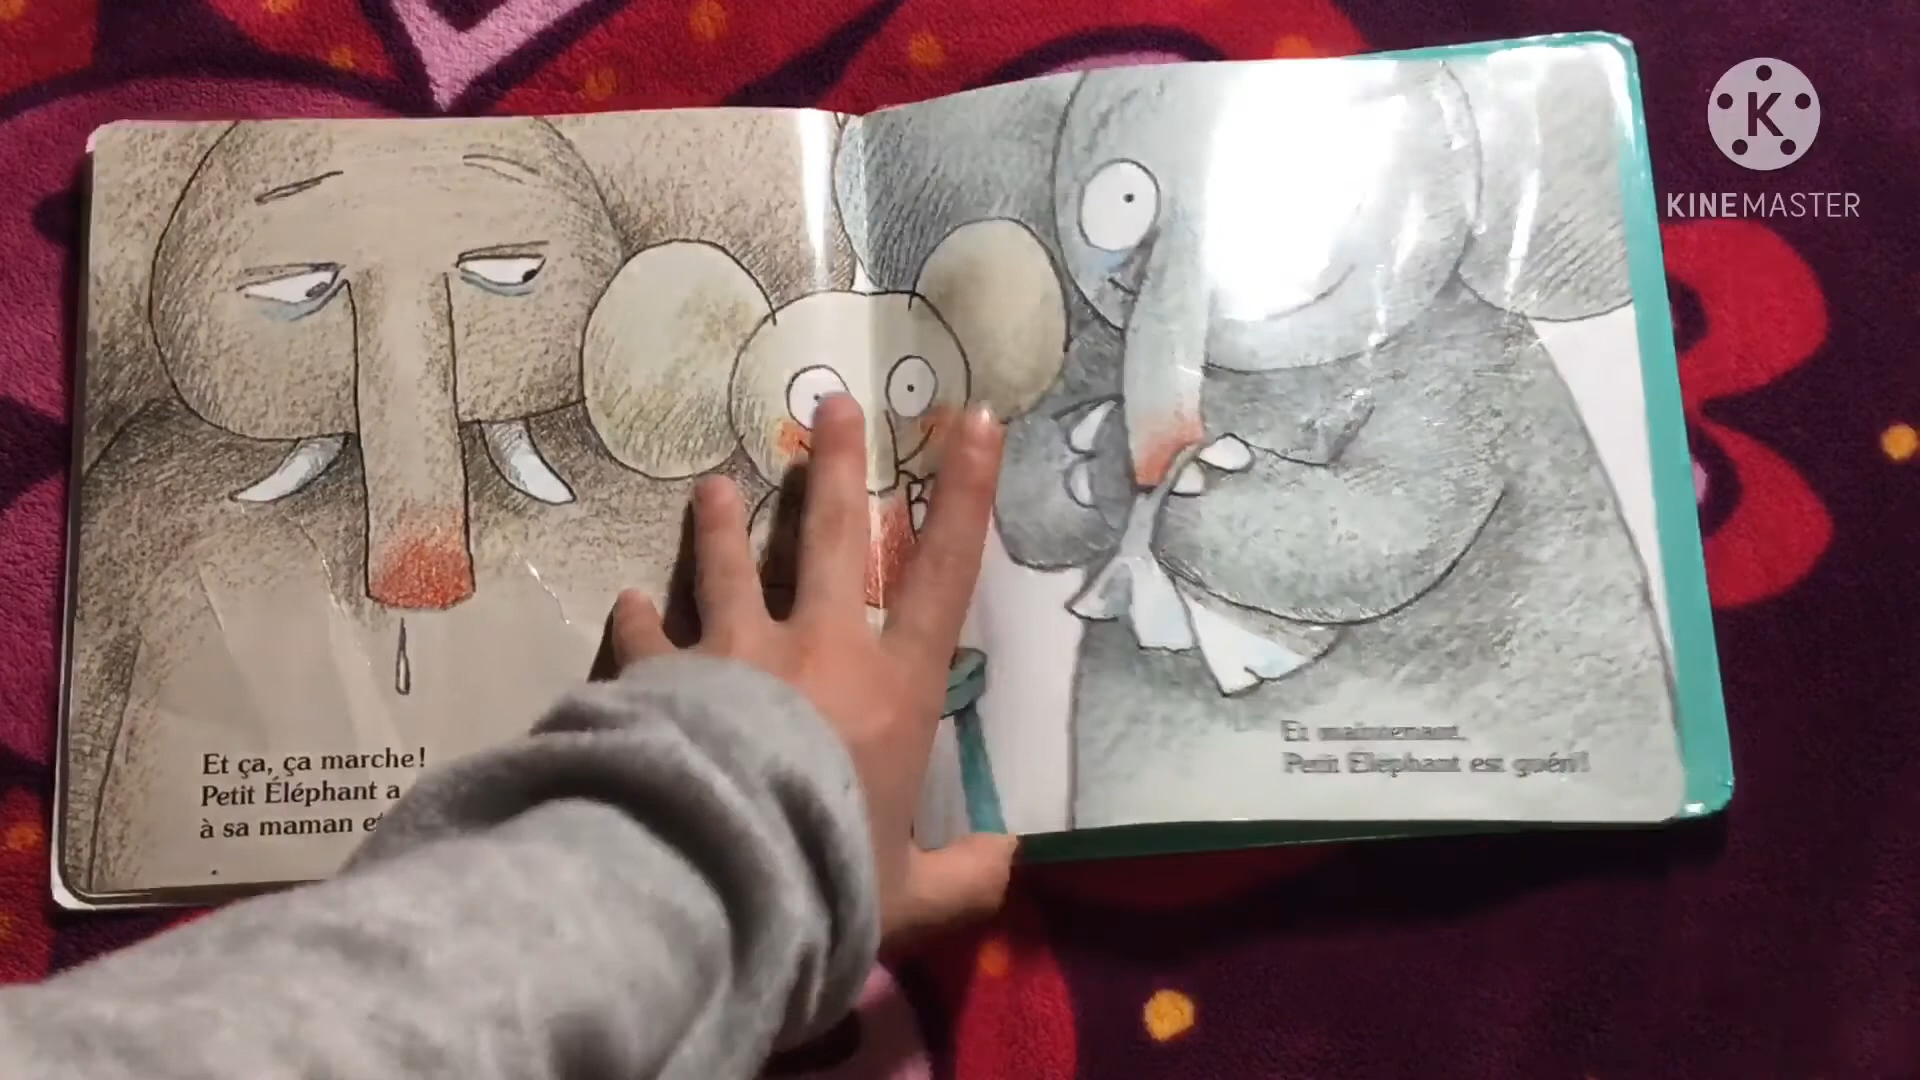 Et ça, ça marche!
Petit Éléphant a
à sa maman et
Et maintenant,
Petit Éléphant est guéri!
KINEMASTER